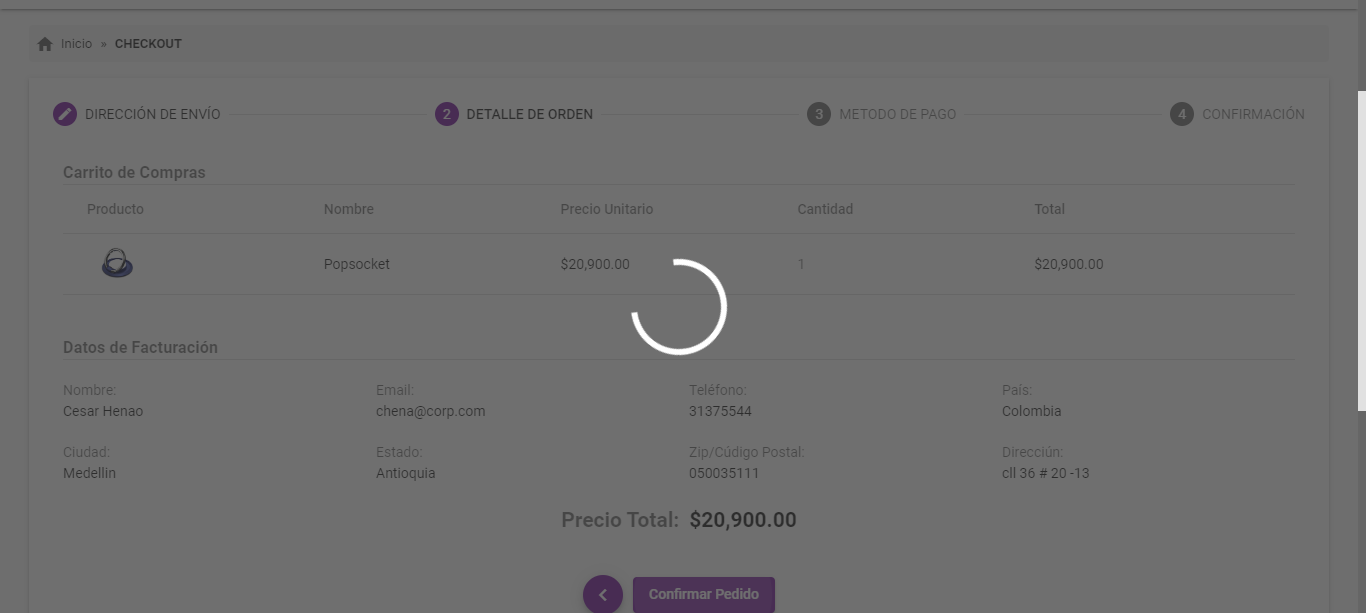 Inicio » CHECKOUT
DIRECCIÓN DE ENVÍO 2 DETALLE DE ORDEN 3 METODO DE PAGO 4 CONFIRMACIÓN
Carrito de Compras
Producto Nombre Precio Unitario Cantidad Total
Popsocket $20,900.00 1 $20,900.00
Datos de Facturación
Nombre: Email: Teléfono: País:
Cesar Henao chena@corp.com 31375544 Colombia
Ciudad: Estado: Zip/Cúdigo Postal: Direcciún:
Medellin Antioquia 050035111 cll 36 # 20 -13
Precio Total: $20,900.00
Confirmar Pedido